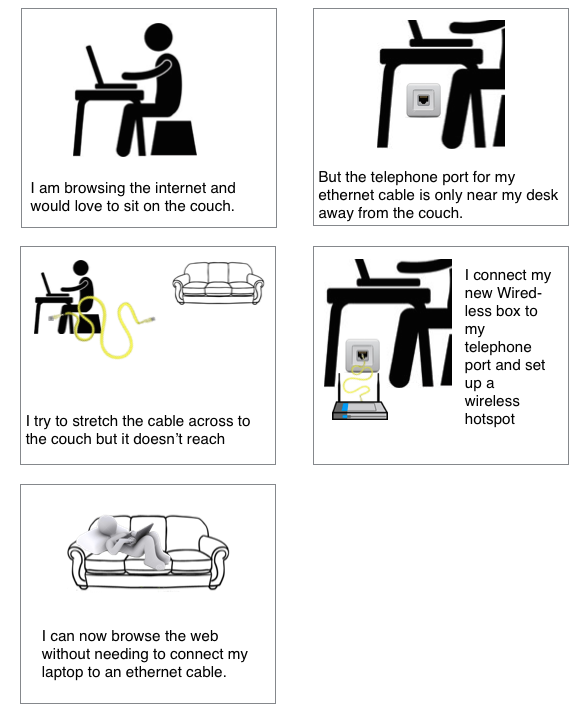 I am browsing the internet and
would love to sit on the couch.
But the telephone port for my
ethernet cable is only near my desk
away from the couch.
I try to stretch the cable across to
the couch but it doesn’t reach
I connect my
new Wired-
less box to
my
telephone
port and set
up a
wireless
hotspot
I can now browse the web
without needing to connect my
laptop to an ethernet cable.